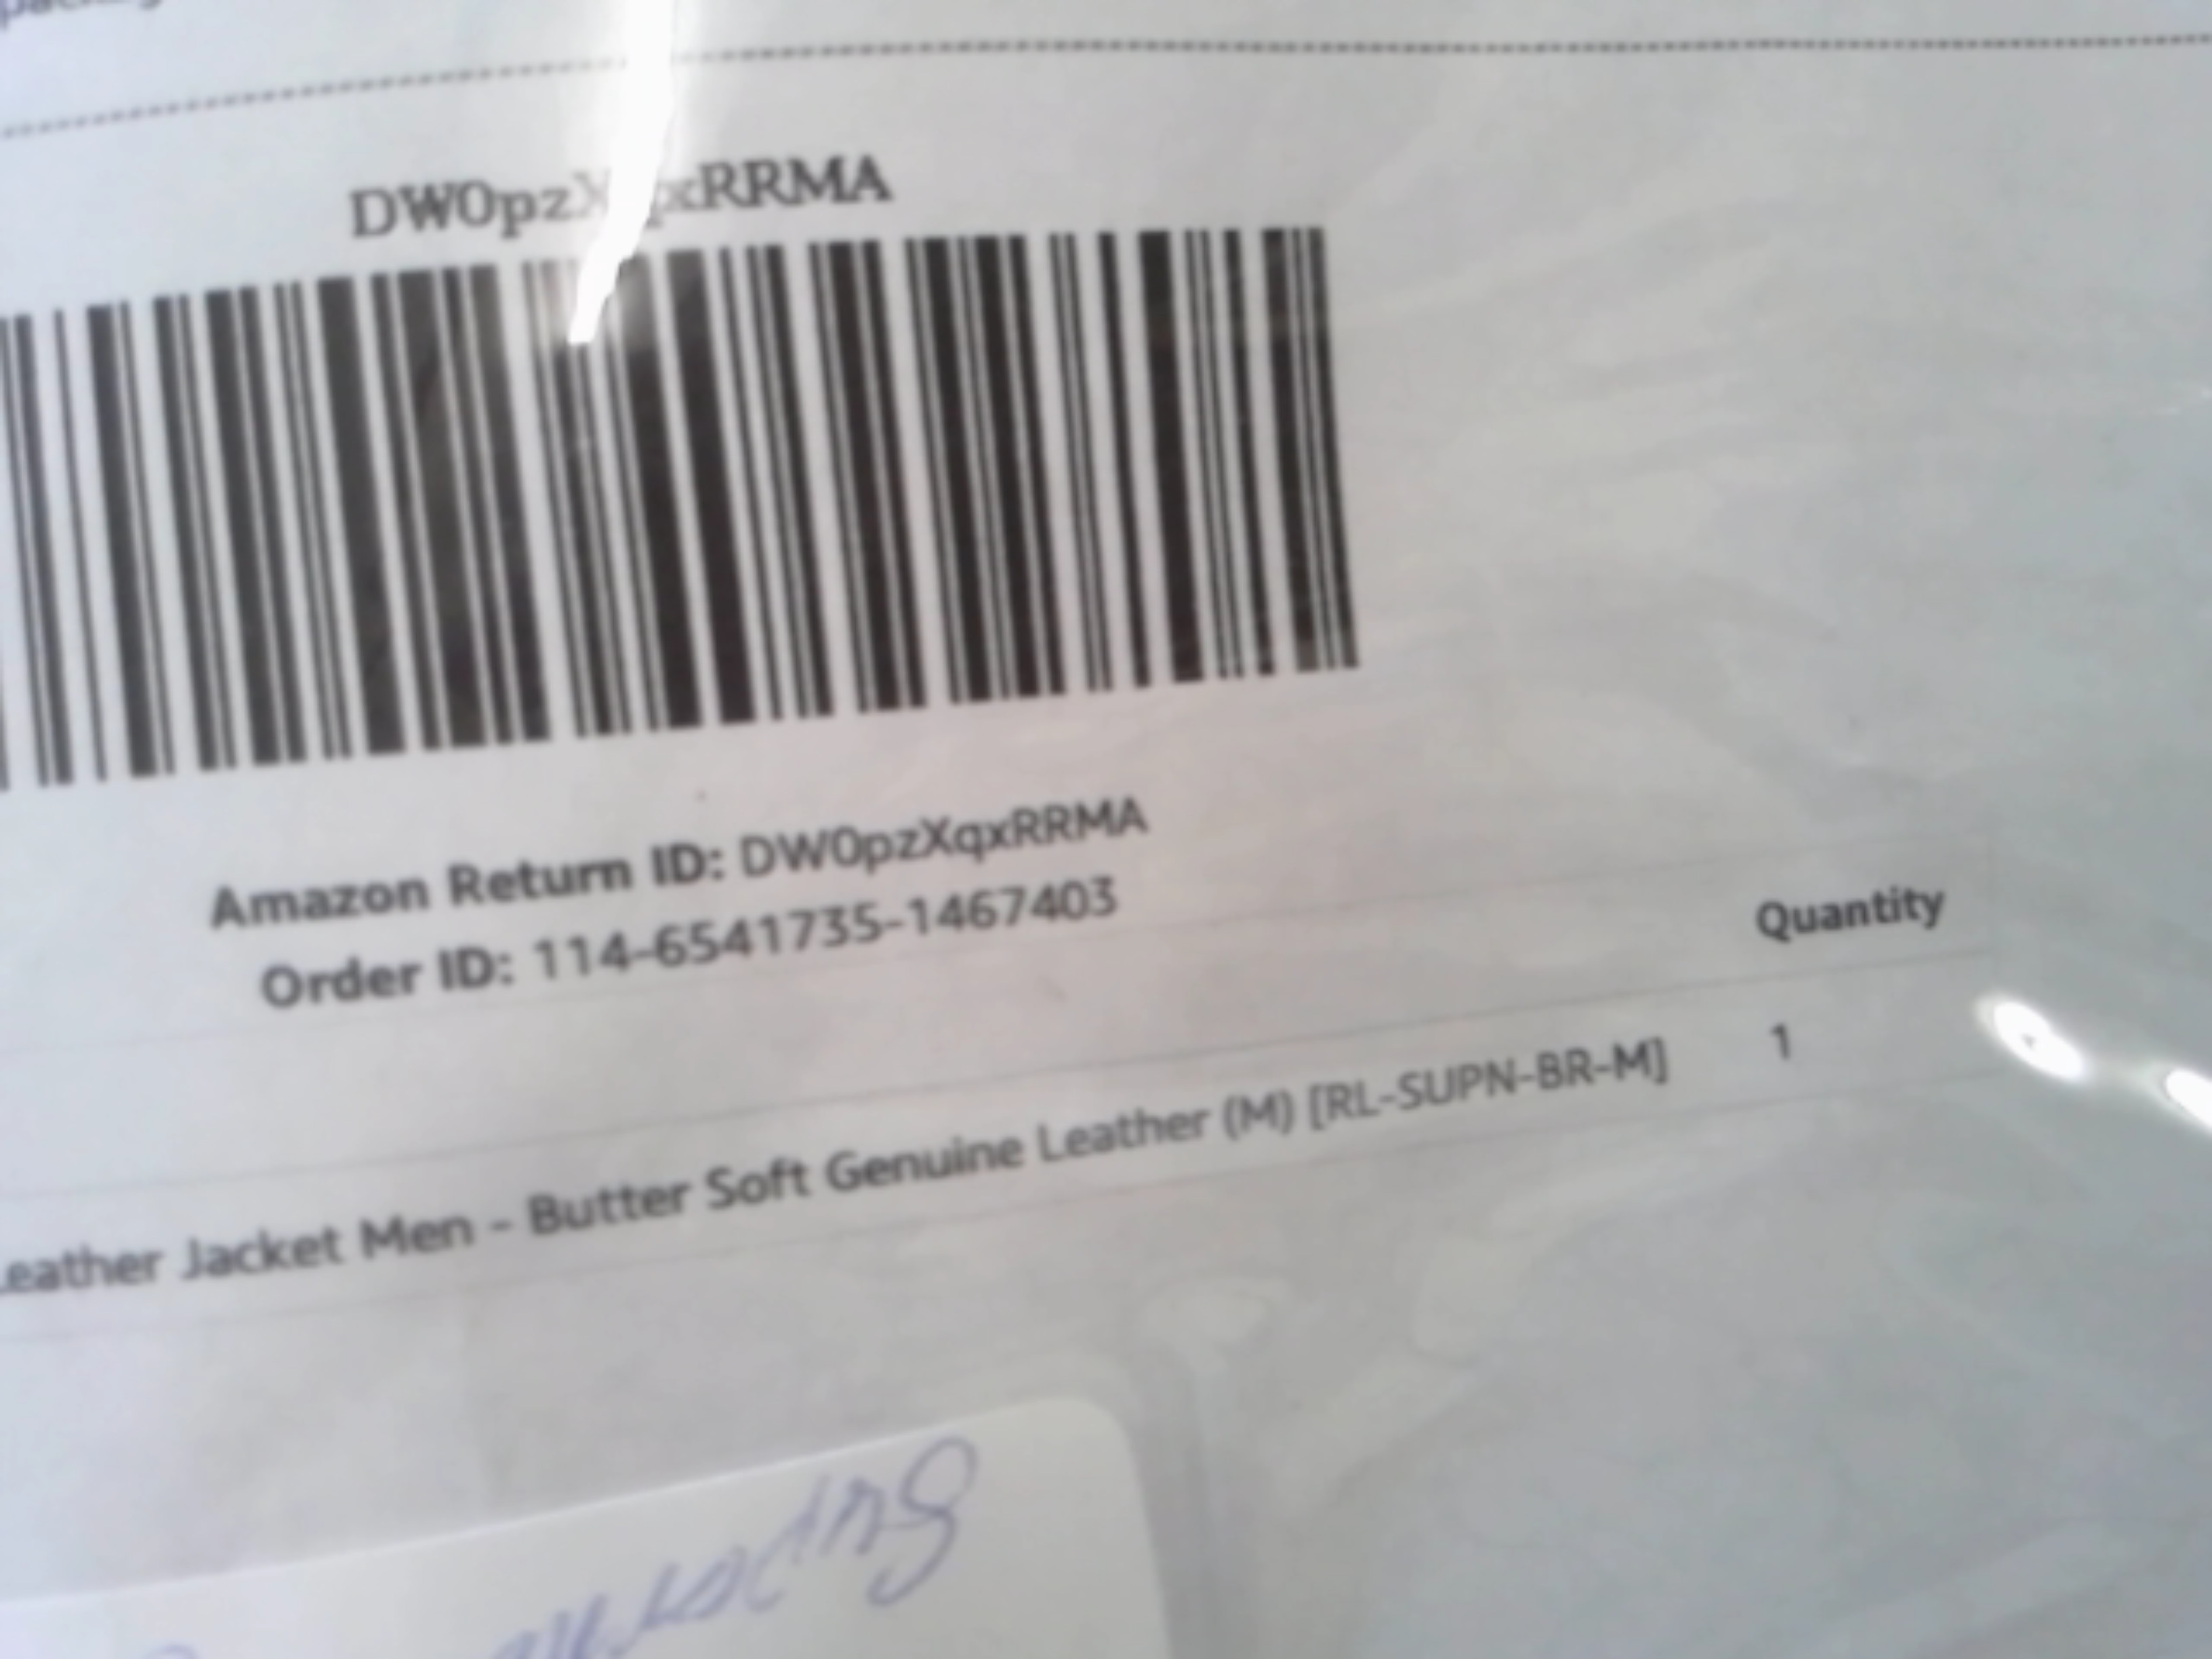 DW0pzXqxRRMA
Amazon Return ID: DW0pzXqxRRMA
Order ID: 114-6541735-1467403
Quantity
Leather Jacket Men - Butter Soft Genuine Leather (M) [RL-SUPN-BR-M] 1